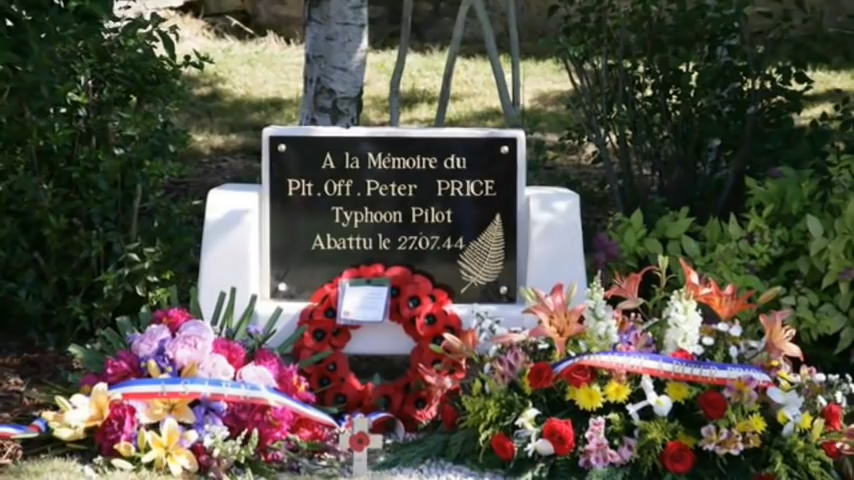 A la Mémoire du
Plt.Off.Peter PRICE
Typhoon Pilot
Abattu le 27.07.44